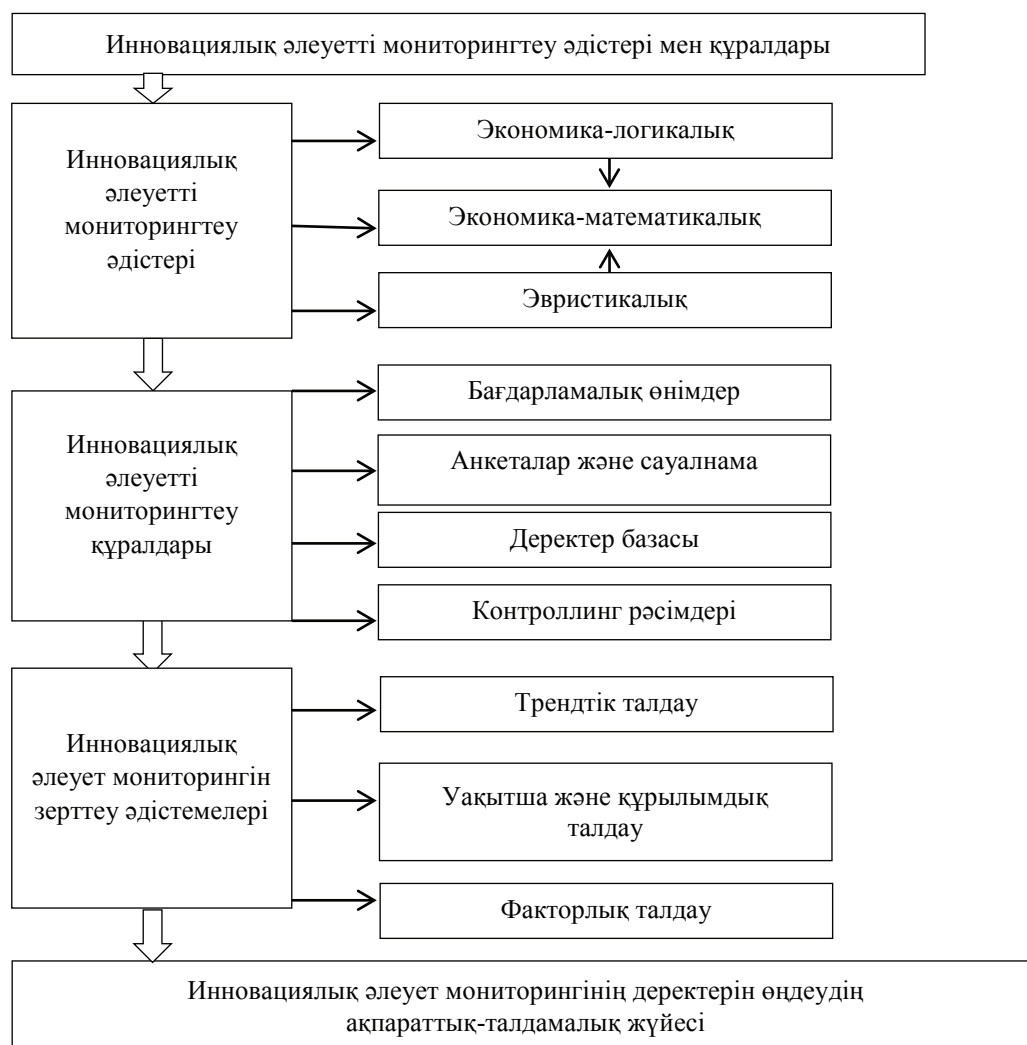 Инновациялық әлеуетті мониторингтеу әдістері мен құралдары
Инновациялық
әлеуетті
мониторингтеу
әдістері
Экономика-логикалық
Экономика-математикалық
Эвристикалық
Инновациялық
әлеуетті
мониторингтеу
құралдары
Бағдарламалық өнімдер
Анкеталар және сауалнама
Деректер базасы
Контроллинг рәсімдері
Инновациялық
әлеует мониторингін
зерттеу әдістемелері
Трендтік талдау
Уақытша және құрылымдық
талдау
Факторлық талдау
Инновациялық әлеует мониторингінің деректерін өңдеудің
ақпараттық-талдамалық жүйесі